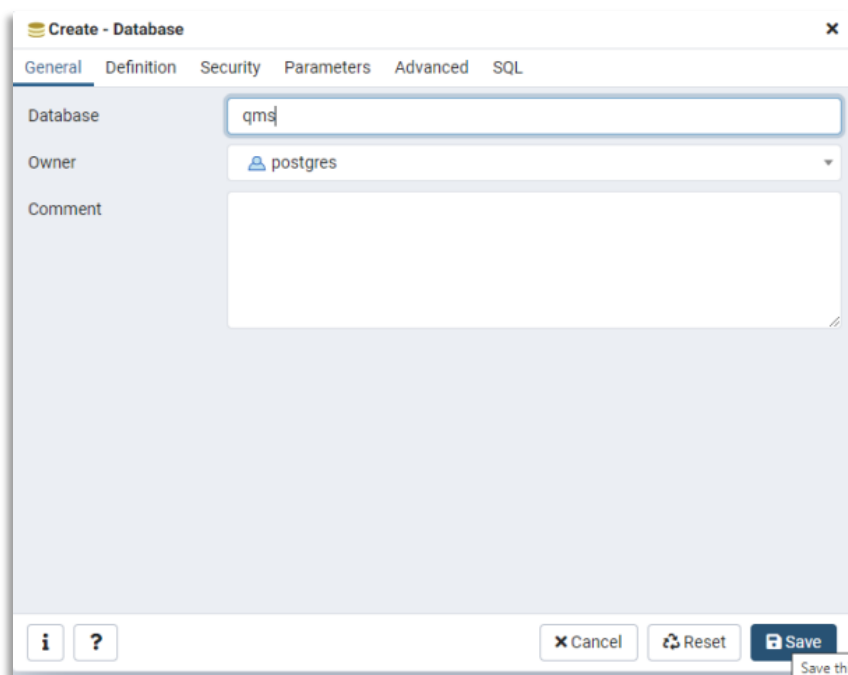 Create - Database
General Definition Security Parameters Advanced SQL
Database qms
Owner postgres
Comment
i ? Cancel Reset Save
Save th